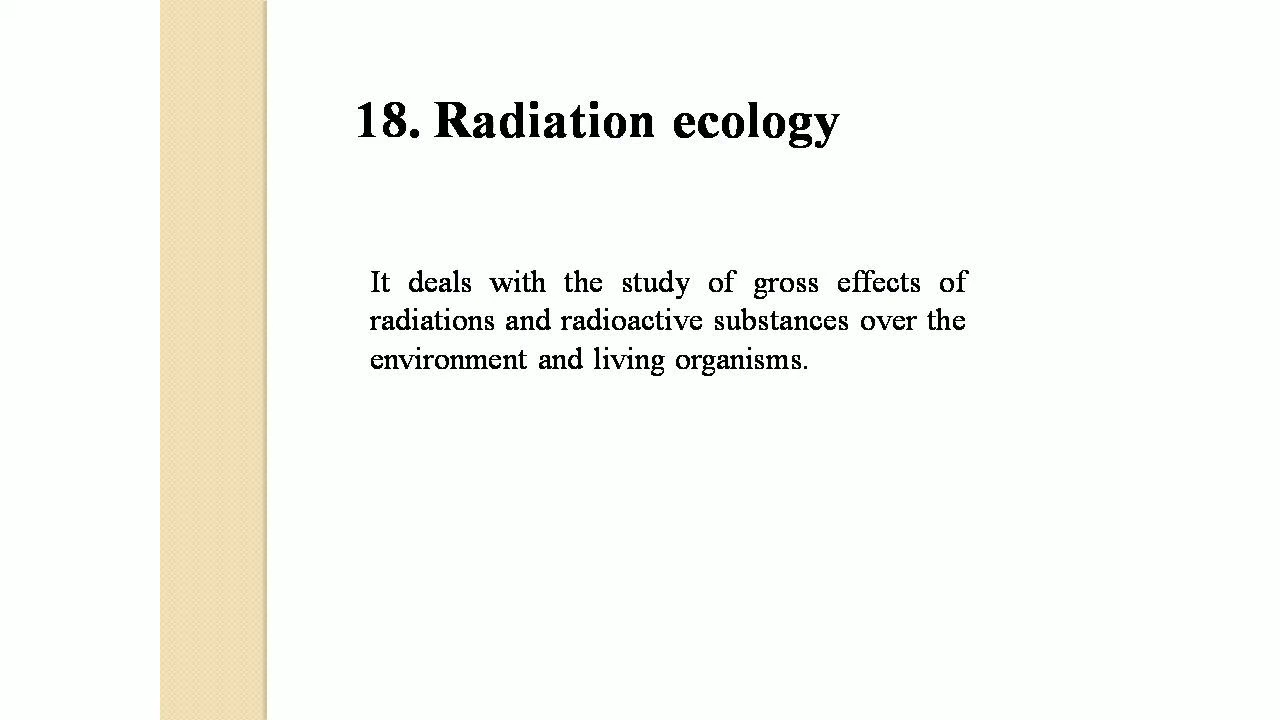 18. Radiation ecology
It deals with the study of gross effects of
radiations and radioactive substances over the
environment and living organisms.